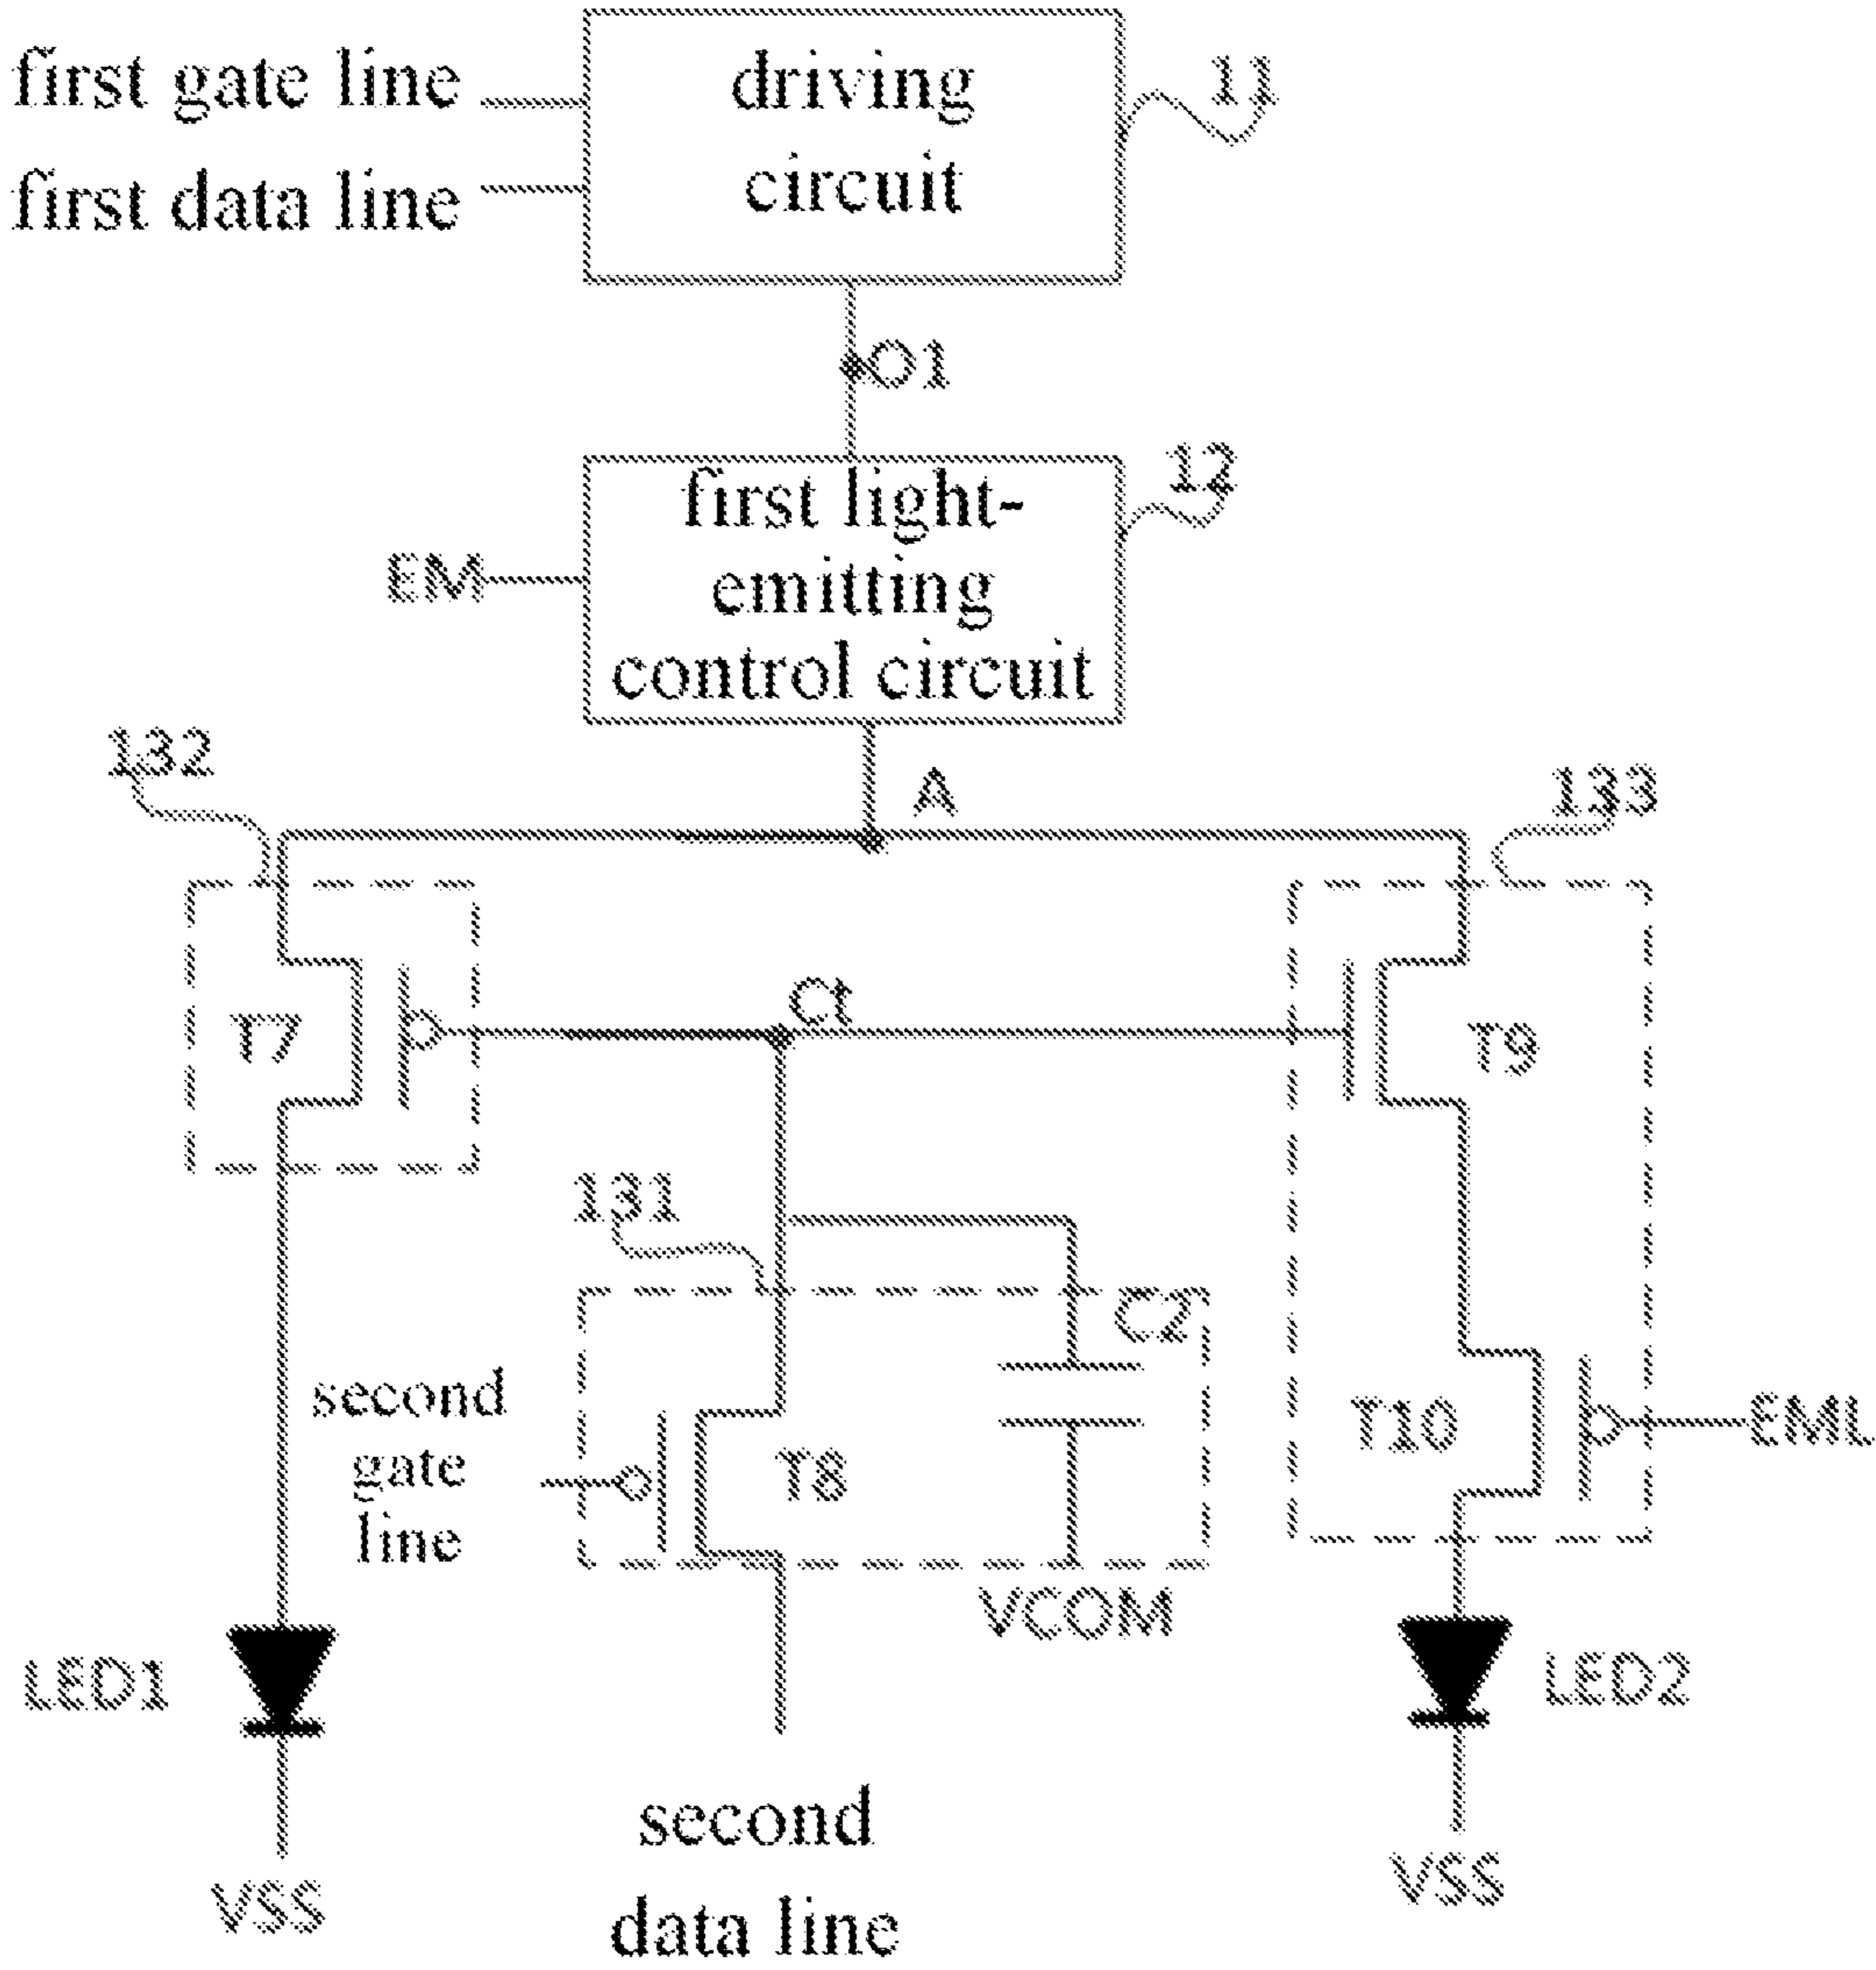 first gate line
first data line
driving
circuit
11
O1
12
first light-
emitting
control circuit
EM
132
A
133
Ct
T7
T9
131
C2
second
gate
line
T8
T10
EML
VCOM
LED1
LED2
second
data line
VSS
VSS